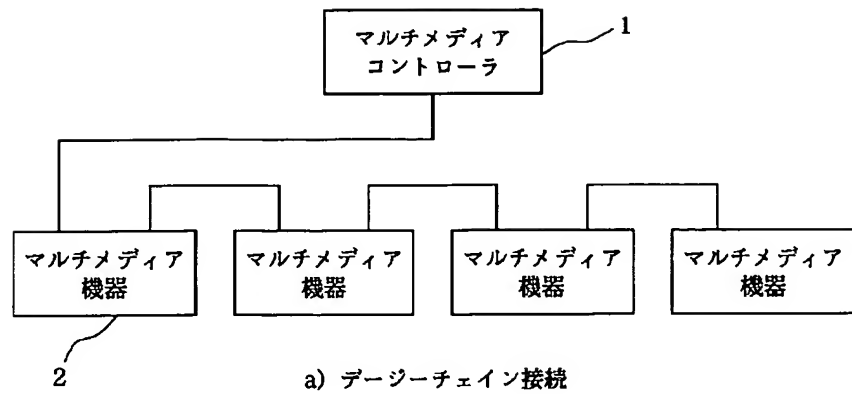 マルチメディア
コントローラ
1
マルチメディア
機器
マルチメディア
機器
マルチメディア
機器
マルチメディア
機器
2
a) デージーチェイン接続